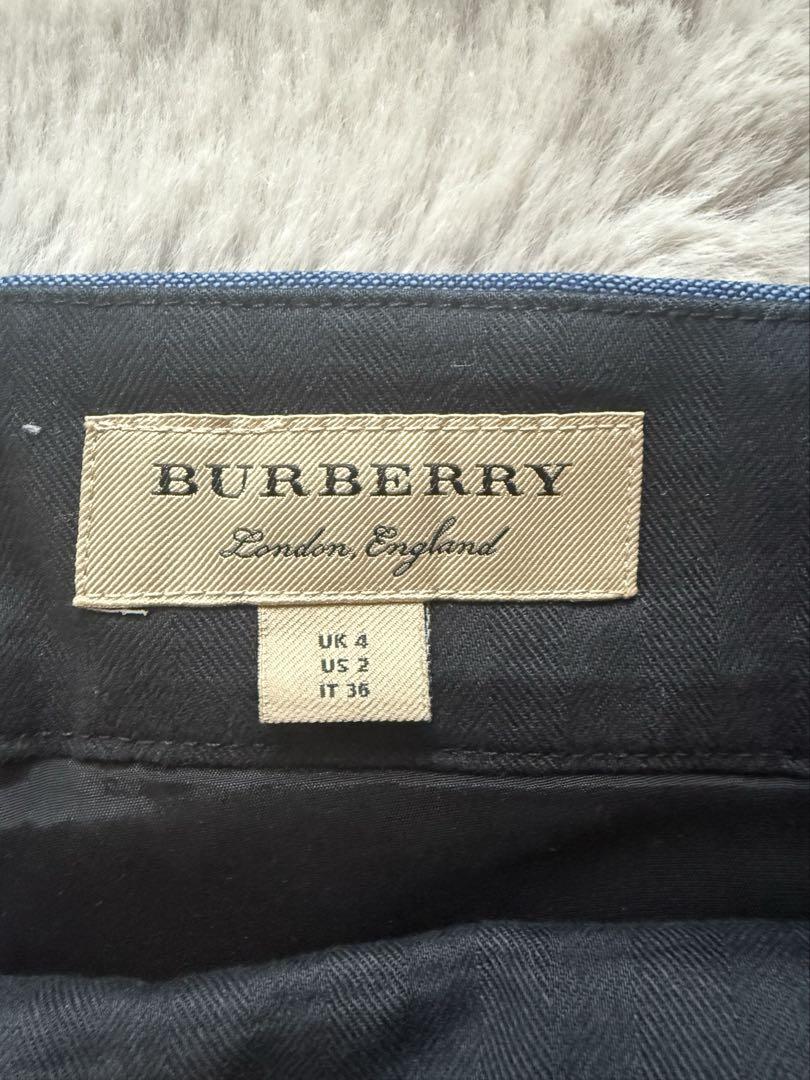 BURBERRY
London, England
UK 4
US 2
IT 36